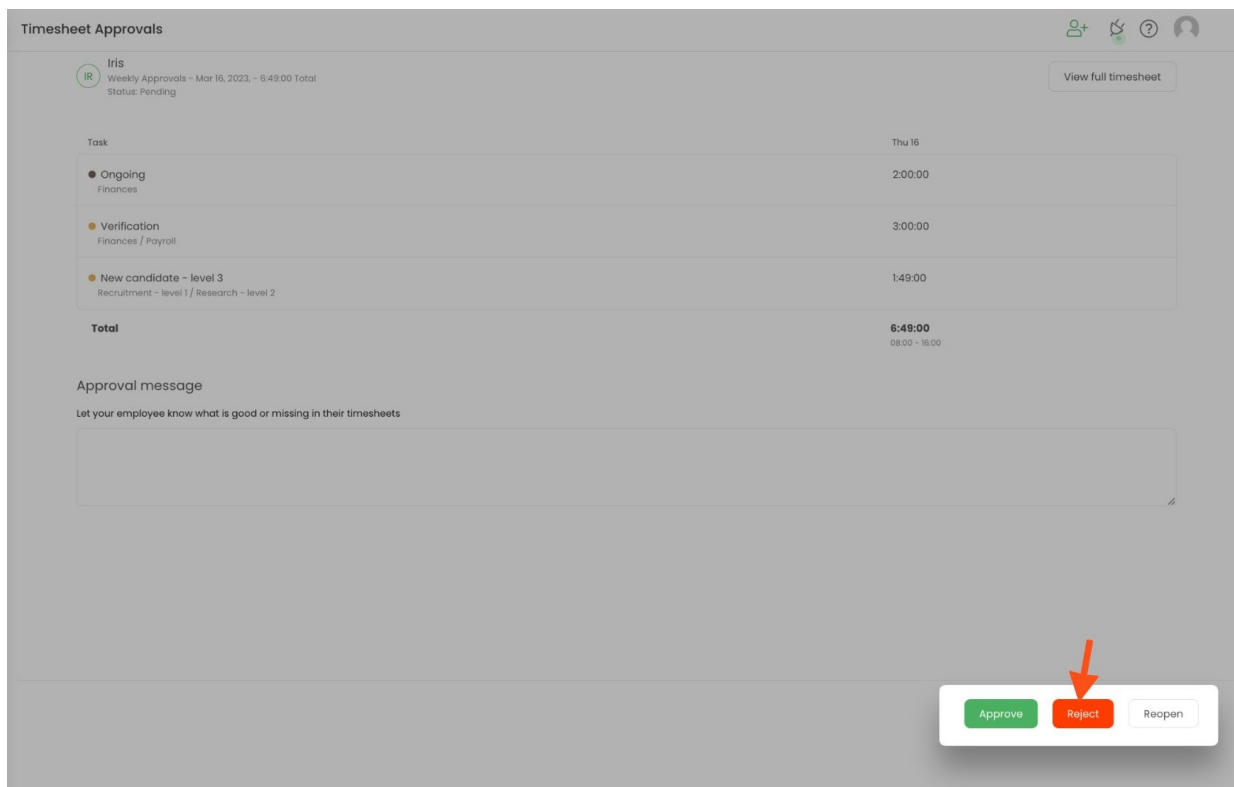 Timesheet Approvals
Iris
IR
Weekly Approvals - Mar 16, 2023, - 6:49:00 Total
Status: Pending
View full timesheet
Task Thu 16
Ongoing 2:00:00
Finances
Verification 3:00:00
Finances / Payroll
New candidate - level 3 1:49:00
Recruitment - level 1 / Research - level 2
Total 6:49:00
08:00 - 16:00
Approval message
Let your employee know what is good or missing in their timesheets
Approve Reject Reopen